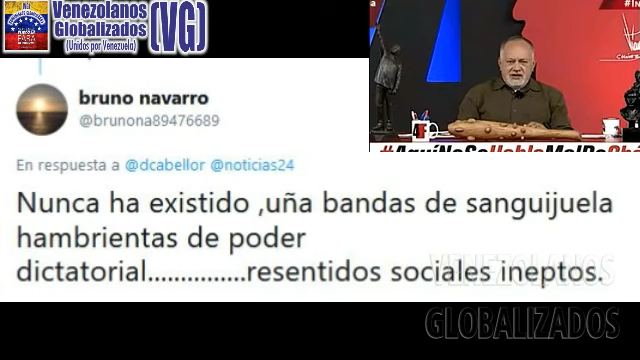 Venezolanos
Globalizados
(Unidos por Venezuela)
(VG)
bruno navarro
@brunona89476689
En respuesta a @dcabellor @noticias24
Nunca ha existido ,uña bandas de sanguijuela
hambrientas de poder
dictatorial...............resentidos sociales ineptos.
#AquíNoSeHablaMalDeChá
VENEZOLANOS
GLOBALIZADOS